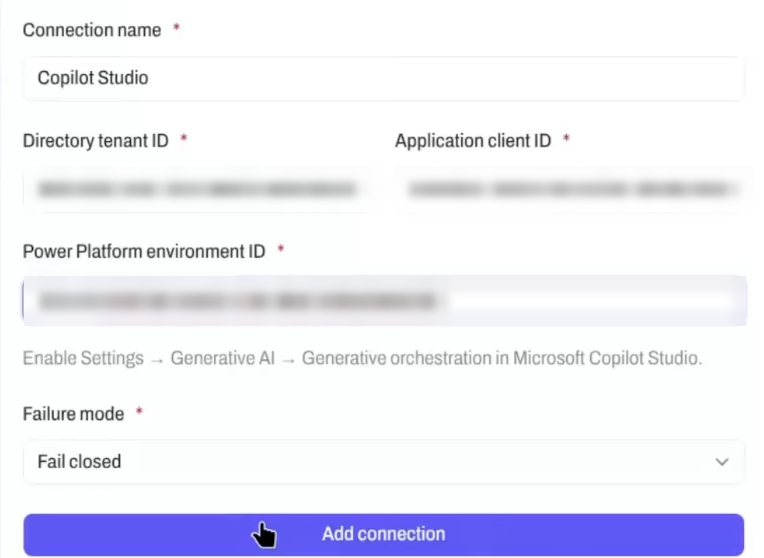 Connection name *
Copilot Studio
Directory tenant ID * Application client ID *
Power Platform environment ID *
Enable Settings → Generative AI → Generative orchestration in Microsoft Copilot Studio.
Failure mode *
Fail closed
Add connection